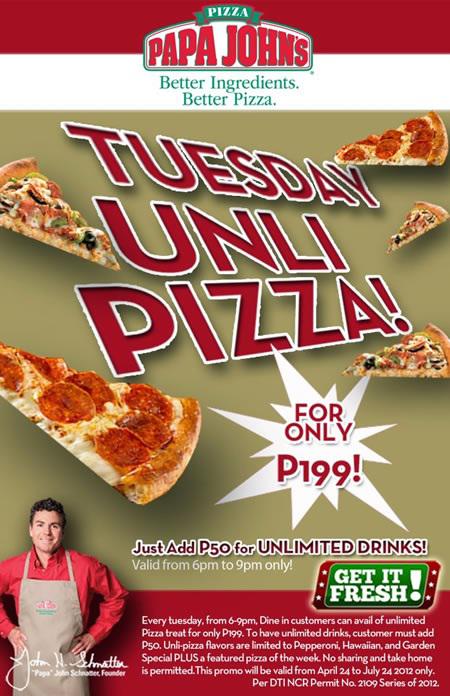 PIZZA
PAPA JOHN'S
Better Ingredients.
Better Pizza.
TUESDAY
UNLI
PIZZA!
FOR
ONLY
P199!
Just Add P50 for UNLIMITED DRINKS!
Valid from 6pm to 9pm only!
GET IT
FRESH!
Every tuesday, from 6-9pm, Dine in customers can avail of unlimited
Pizza treat for only P199. To have unlimited drinks, customer must add
P50. Unli-pizza flavors are limited to Pepperoni, Hawaiian, and Garden
Special PLUS a featured pizza of the week. No sharing and take home
is permitted.This promo will be valid from April 24 to July 24 2012 only.
Per DTI NCR Permit No. 2109 Series of 2012.
John H. Schnatter
"Papa" John Schnatter, Founder